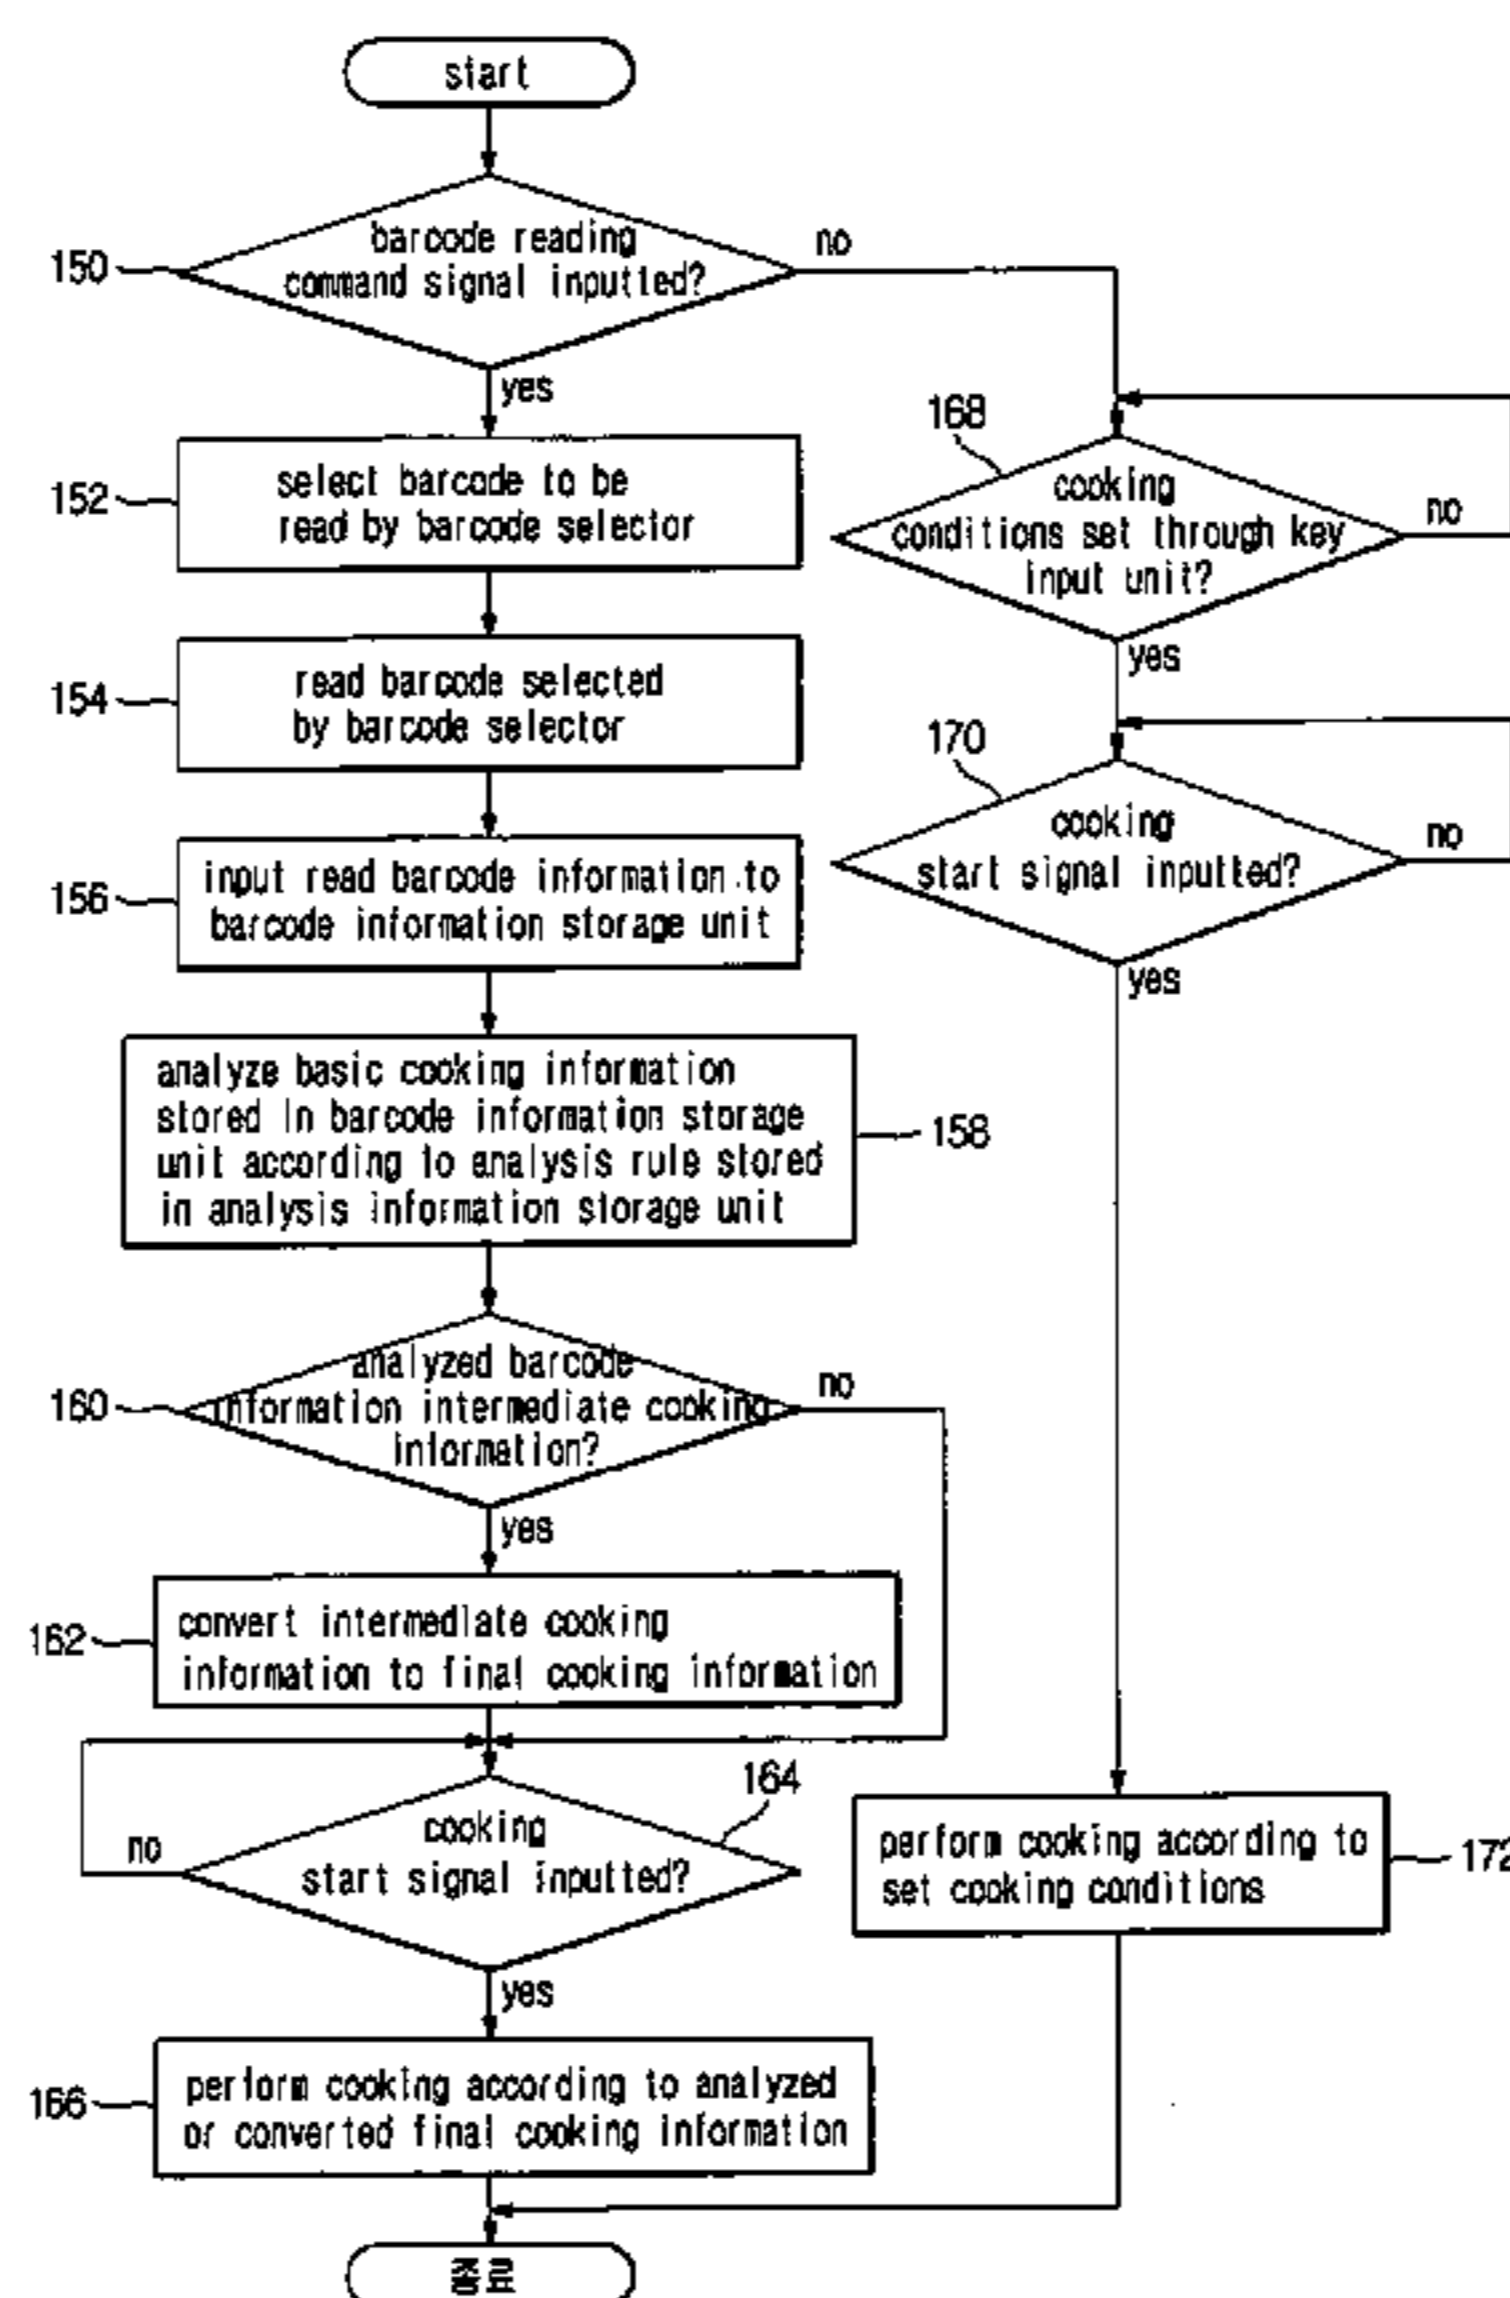 start
150
barcode reading
command signal inputted?
no
yes
152
select barcode to be
read by barcode selector
168
cooking
conditions set through key
input unit?
no
yes
154
read barcode selected
by barcode selector
170
cooking
start signal inputted?
no
yes
156
input read barcode information to
barcode information storage unit
analyze basic cooking information
stored in barcode information storage
unit according to analysis rule stored
in analysis information storage unit
158
160
analyzed barcode
information intermediate cooking
information?
no
yes
162
convert intermediate cooking
information to final cooking information
164
cooking
start signal inputted?
no
yes
perform cooking according to
set cooking conditions
172
166
perform cooking according to analyzed
or converted final cooking information
종료